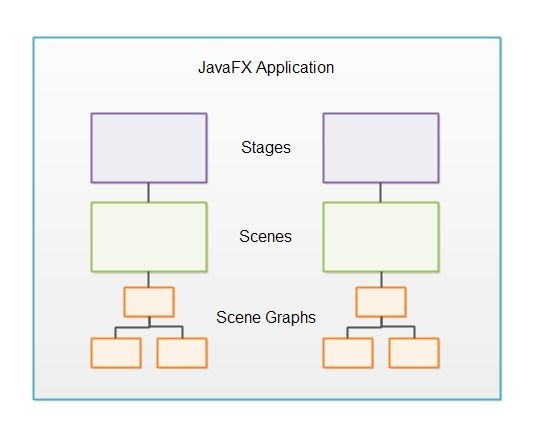 JavaFX Application
Stages
Scenes
Scene Graphs